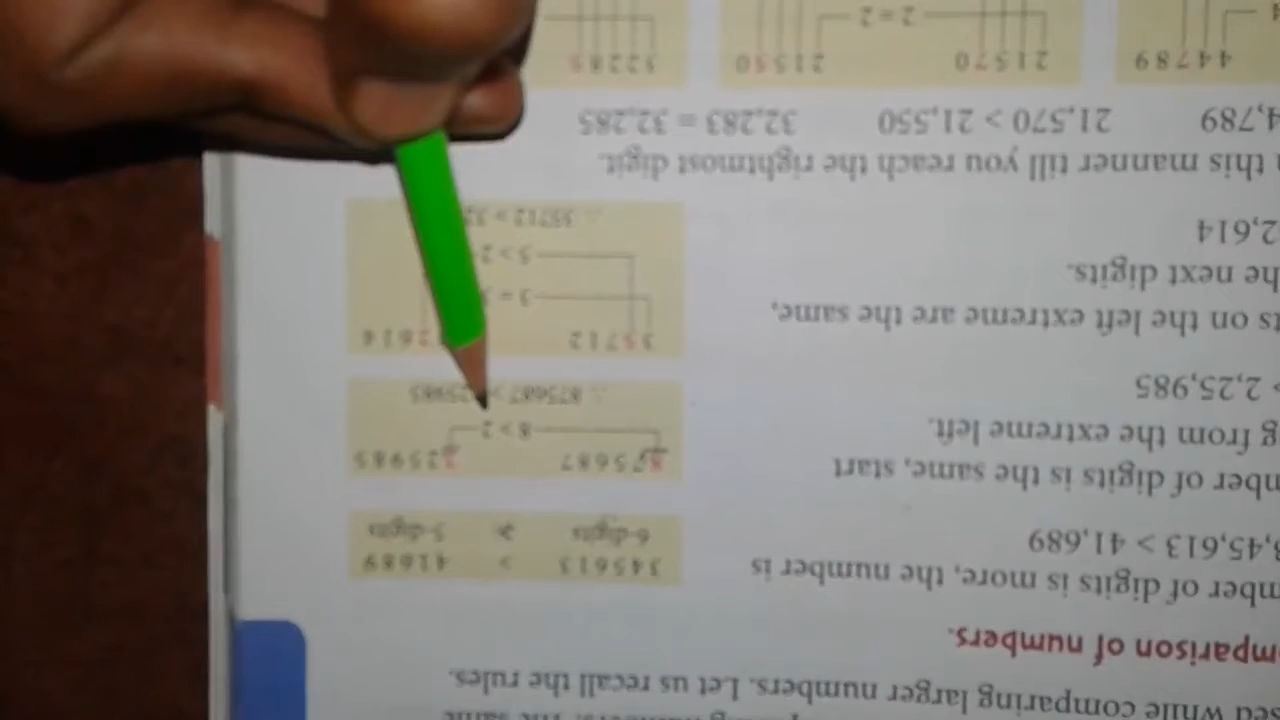 sed while comparing larger numbers. Let us recall the rules.
mparison of numbers.
mber of digits is more, the number is
,45,613 > 41,689
345613 > 41689
6-digits > 5-digits
mber of digits is the same, start
g from the extreme left.
> 2,25,985
875687 225985
8 > 2
∴ 875687 > 225985
ts on the left extreme are the same,
he next digits.
2,614
35712 2614
3 =
5 > 2
∴ 35712 > 32
this manner till you reach the rightmost digit.
4,789 21,570 > 21,550 32,283 = 32,285
44789 21570 21550 32285
2 = 2